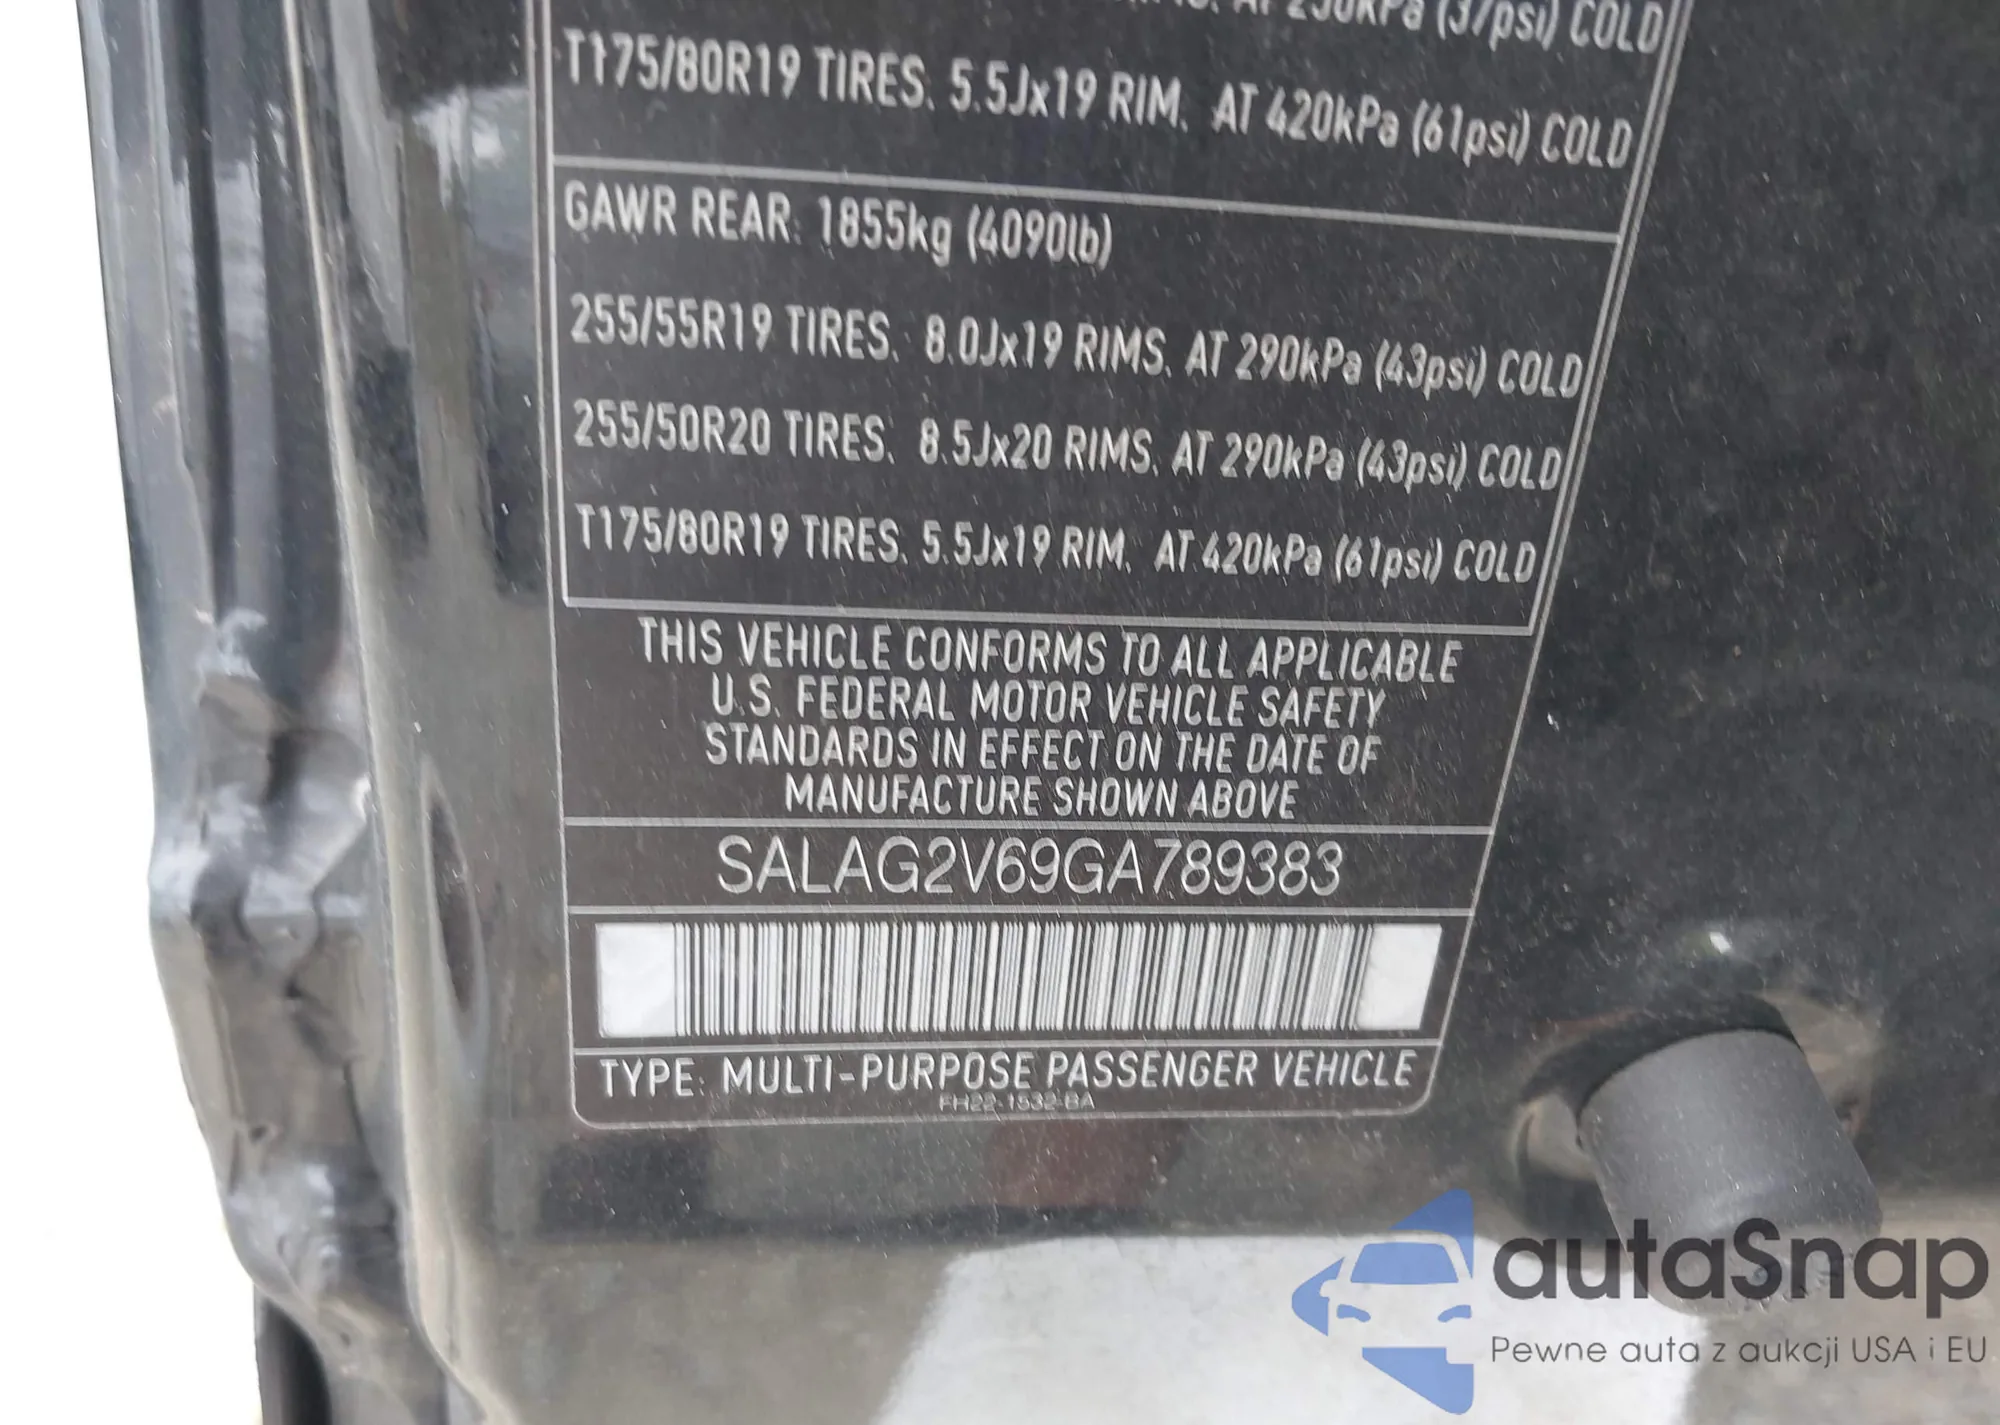 AT 250kPa (37psi) COLD
T175/80R19 TIRES, 5.5Jx19 RIM, AT 420kPa (61psi) COLD
GAWR REAR: 1855kg (4090lb)
255/55R19 TIRES, 8.0Jx19 RIMS, AT 290kPa (43psi) COLD
255/50R20 TIRES, 8.5Jx20 RIMS, AT 290kPa (43psi) COLD
T175/80R19 TIRES, 5.5Jx19 RIM, AT 420kPa (61psi) COLD
THIS VEHICLE CONFORMS TO ALL APPLICABLE
U.S. FEDERAL MOTOR VEHICLE SAFETY
STANDARDS IN EFFECT ON THE DATE OF
MANUFACTURE SHOWN ABOVE
SALAG2V69GA789383
TYPE: MULTI-PURPOSE PASSENGER VEHICLE
FH22-1532-BA
autaSnap
Pewne auta z aukcji USA i EU